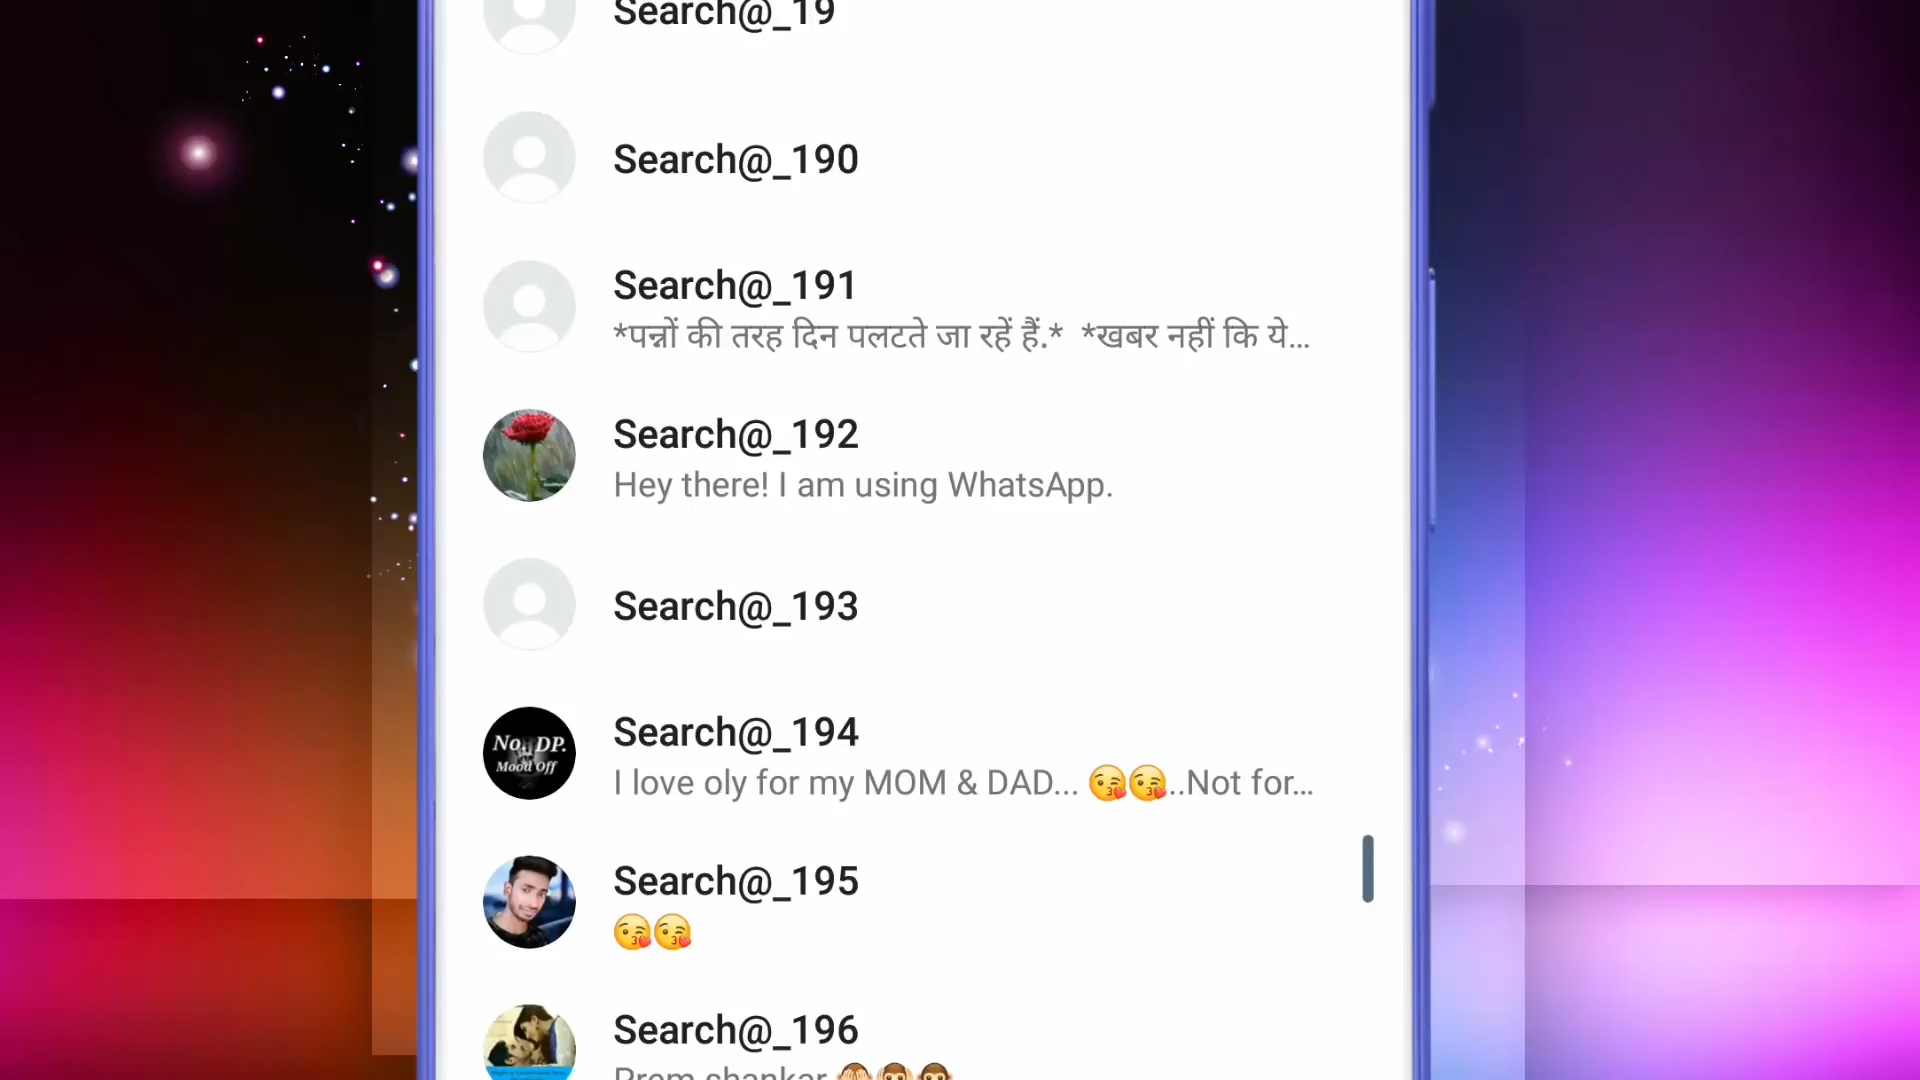 Search@_19
Search@_190
Search@_191
*पन्नों की तरह दिन पलटते जा रहें हैं.* *खबर नहीं कि ये...
Search@_192
Hey there! I am using WhatsApp.
Search@_193
No. DP.
Mood Off
Search@_194
I love oly for my MOM & DAD... 😘😘..Not for...
Search@_195
😘😘
Search@_196
Prem shankar 🙈🙉🙊